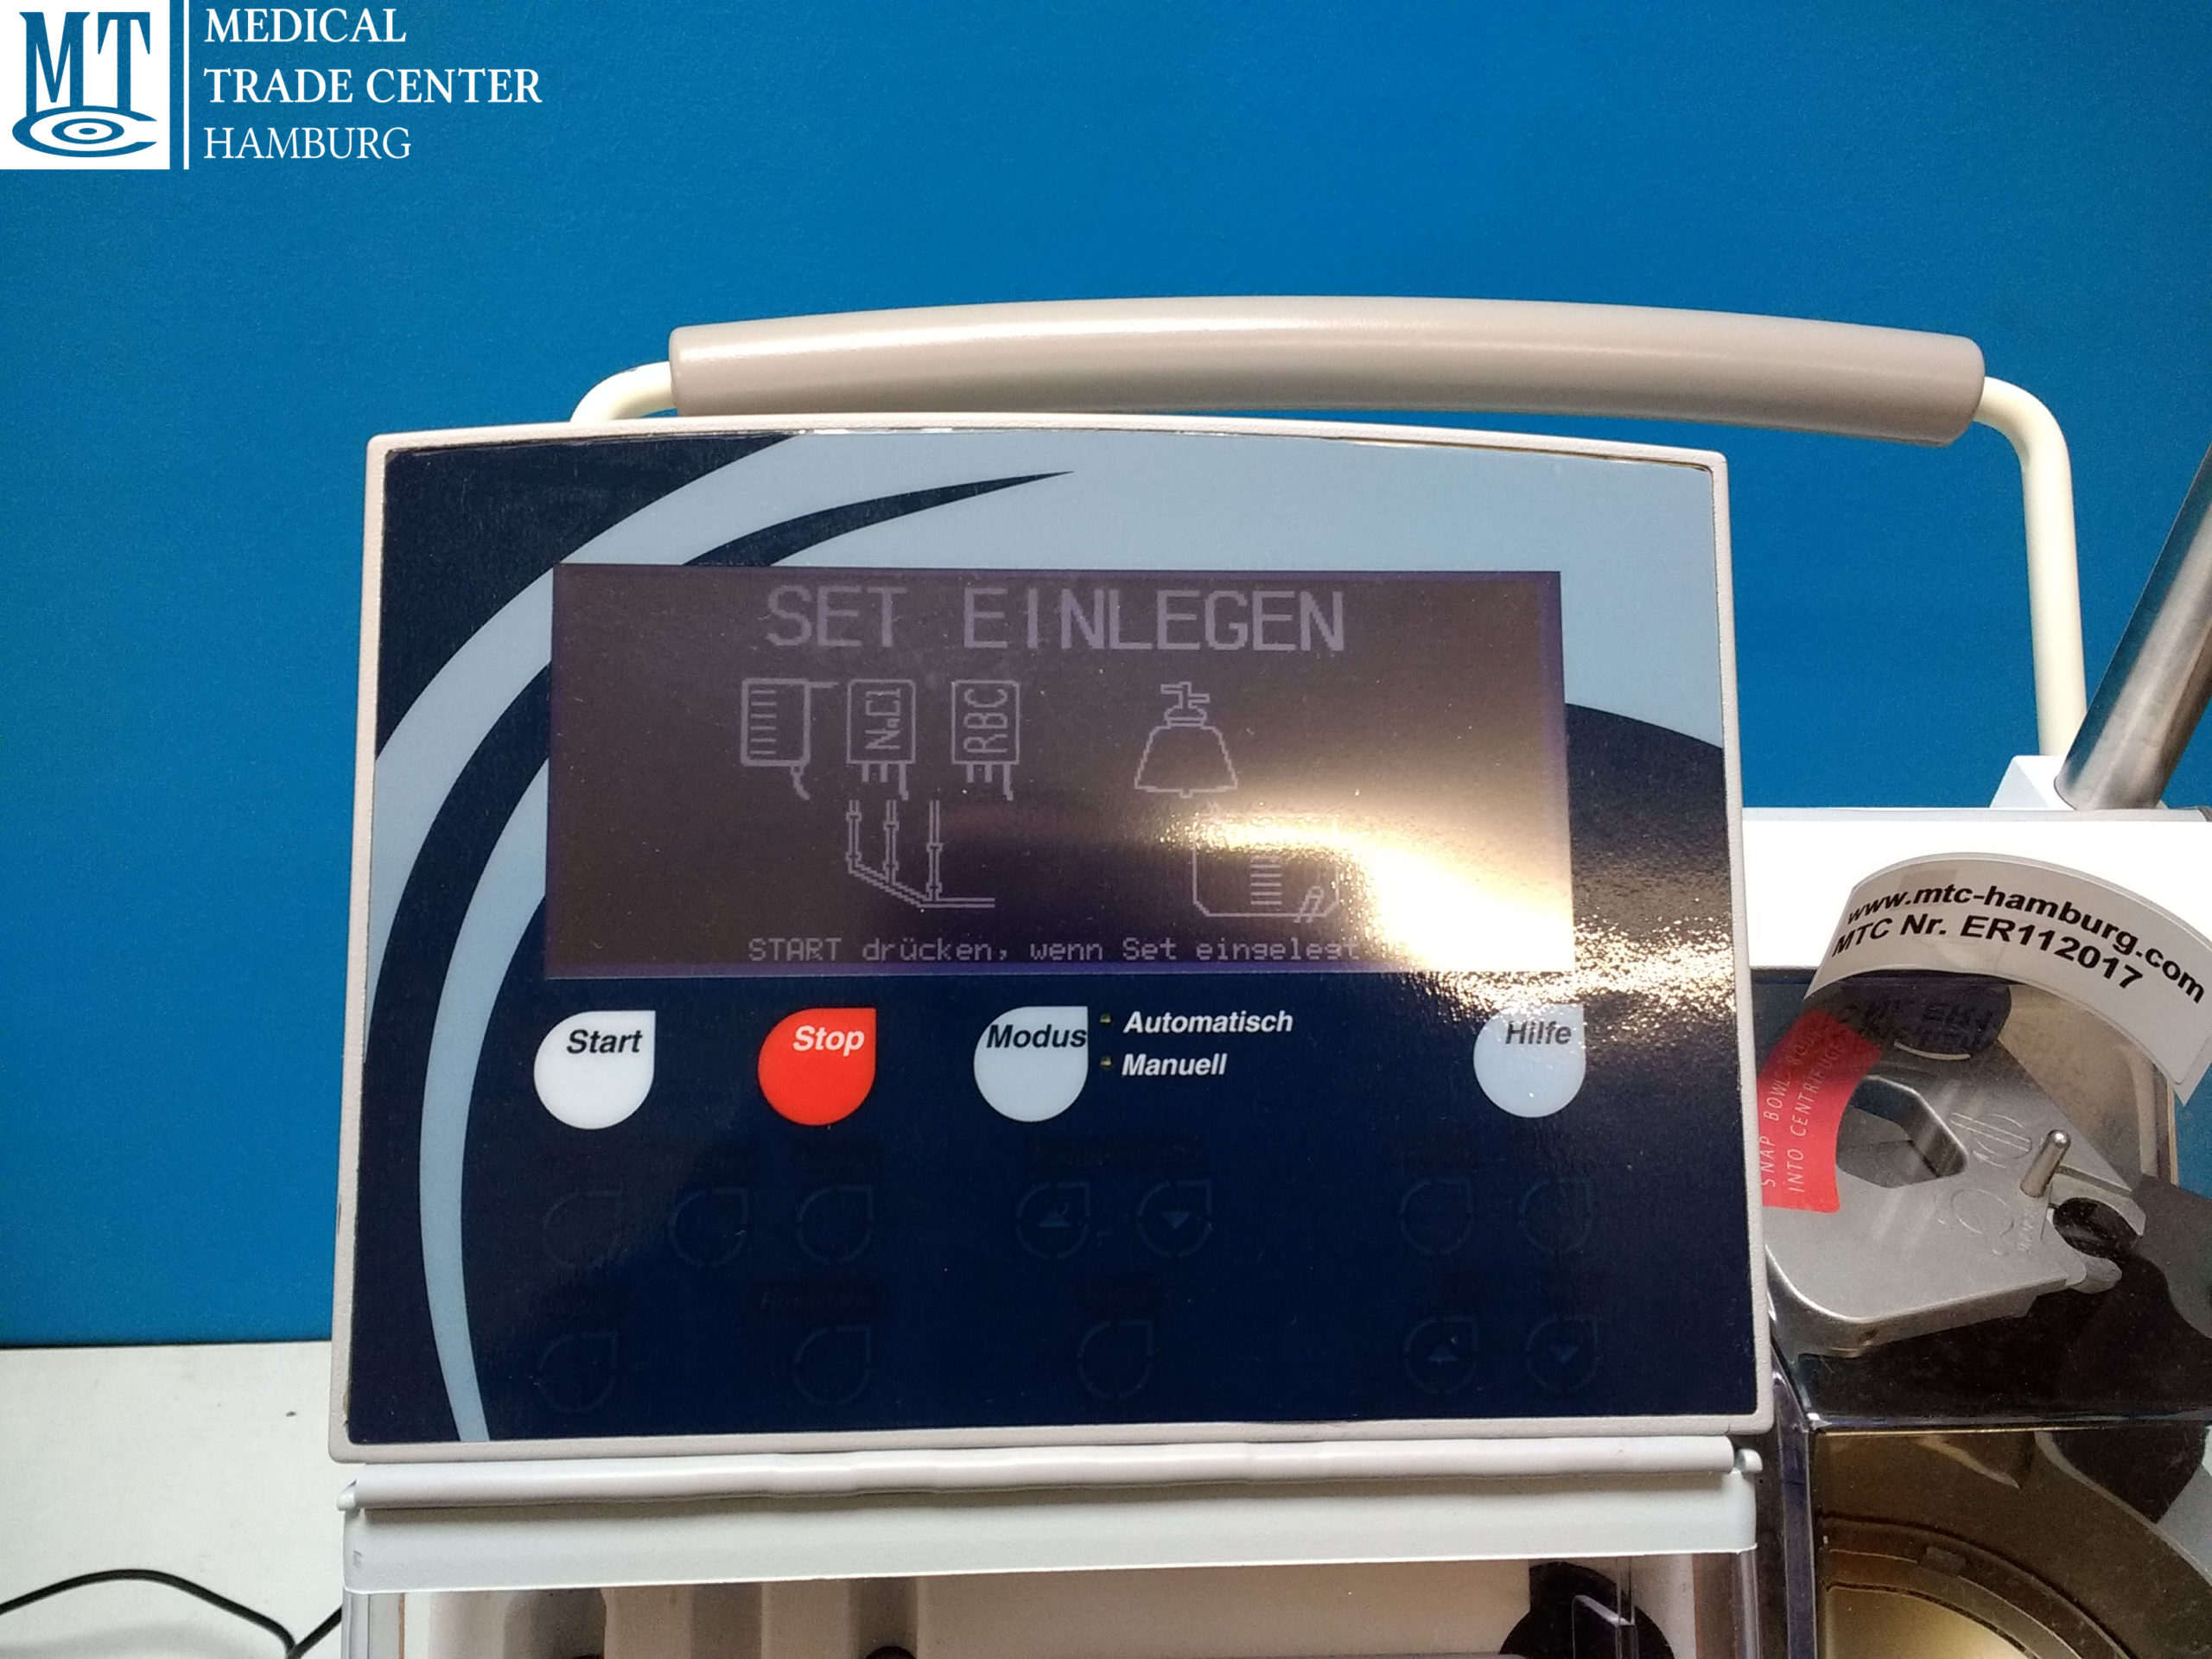 MTC
MEDICAL
TRADE CENTER
HAMBURG
SET EINLEGEN
NaCl
RBC
START drücken, wenn Set eingelegt
Start
Stop
Modus
Automatisch
Manuell
Hilfe
www.mtc-hamburg.com
MTC Nr. ER112017
SNAP BOWL
INTO CENTRIFUGE